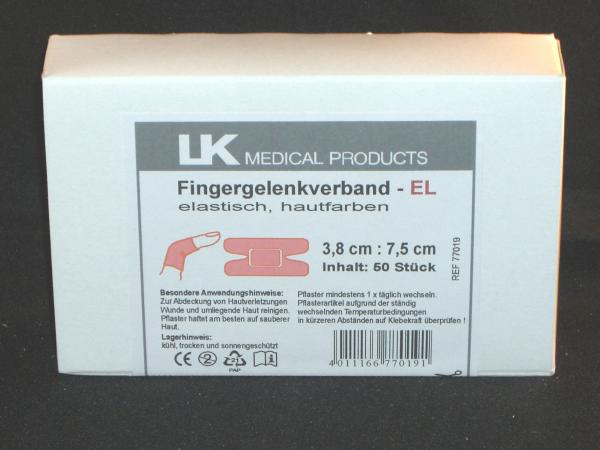 LK MEDICAL PRODUCTS
Fingergelenkverband - EL
elastisch, hautfarben
3,8 cm : 7,5 cm
Inhalt: 50 Stück
REF 77019
Besondere Anwendungshinweise:
Zur Abdeckung von Hautverletzungen
Wunde und umliegende Haut reinigen.
Pflaster haftet am besten auf sauberer
Haut.
Pflaster mindestens 1 x täglich wechseln.
Pflasterartikel aufgrund der ständig
wechselnden Temperaturbedingungen
in kürzeren Abständen auf Klebekraft überprüfen !
Lagerhinweis:
kühl, trocken und sonnengeschützt
CE 2 21 i
PAP
4 011166 770191